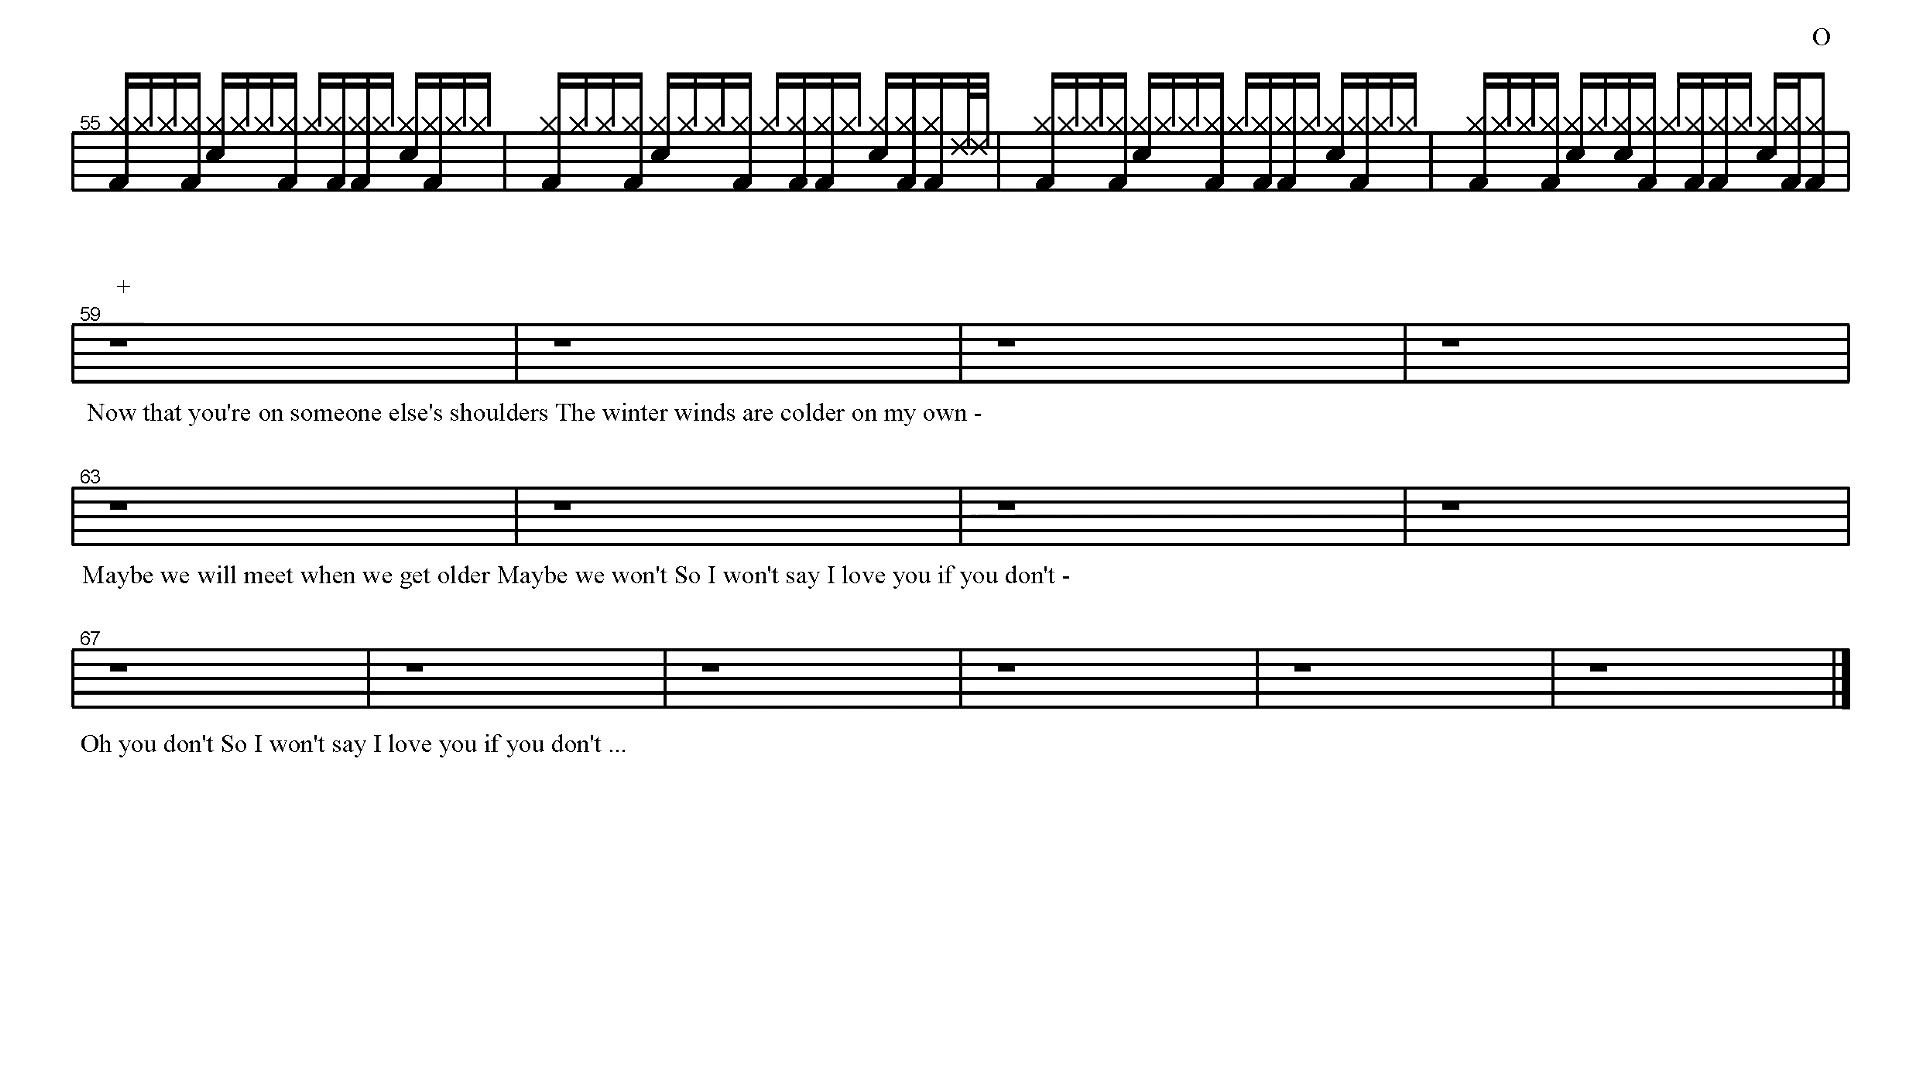 O
55
+
59
Now that you're on someone else's shoulders The winter winds are colder on my own -
63
Maybe we will meet when we get older Maybe we won't So I won't say I love you if you don't -
67
Oh you don't So I won't say I love you if you don't ...